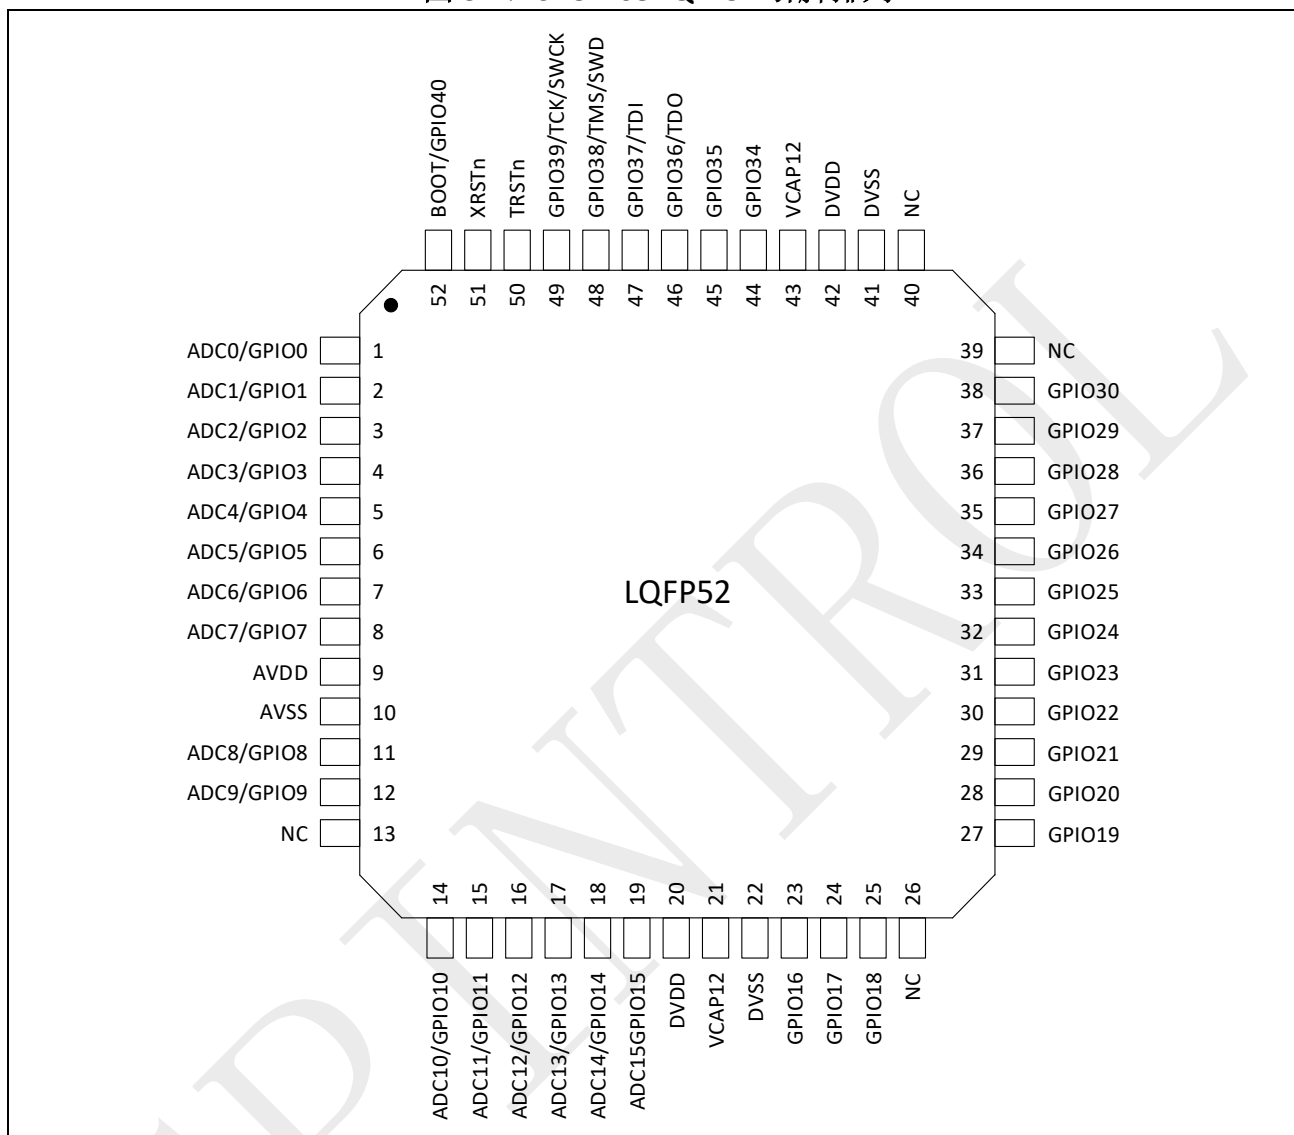 BOOT/GPIO40
XRSTn
TRSTn
GPIO39/TCK/SWCK
GPIO38/TMS/SWD
GPIO37/TDI
GPIO36/TDO
GPIO35
GPIO34
VCAP12
DVDD
DVSS
NC
52
51
50
49
48
47
46
45
44
43
42
41
40
ADC0/GPIO0 1
ADC1/GPIO1 2
ADC2/GPIO2 3
ADC3/GPIO3 4
ADC4/GPIO4 5
ADC5/GPIO5 6
ADC6/GPIO6 7
ADC7/GPIO7 8
AVDD 9
AVSS 10
ADC8/GPIO8 11
ADC9/GPIO9 12
NC 13
LQFP52
39 NC
38 GPIO30
37 GPIO29
36 GPIO28
35 GPIO27
34 GPIO26
33 GPIO25
32 GPIO24
31 GPIO23
30 GPIO22
29 GPIO21
28 GPIO20
27 GPIO19
14
15
16
17
18
19
20
21
22
23
24
25
26
ADC10/GPIO10
ADC11/GPIO11
ADC12/GPIO12
ADC13/GPIO13
ADC14/GPIO14
ADC15GPIO15
DVDD
VCAP12
DVSS
GPIO16
GPIO17
GPIO18
NC
INTROL